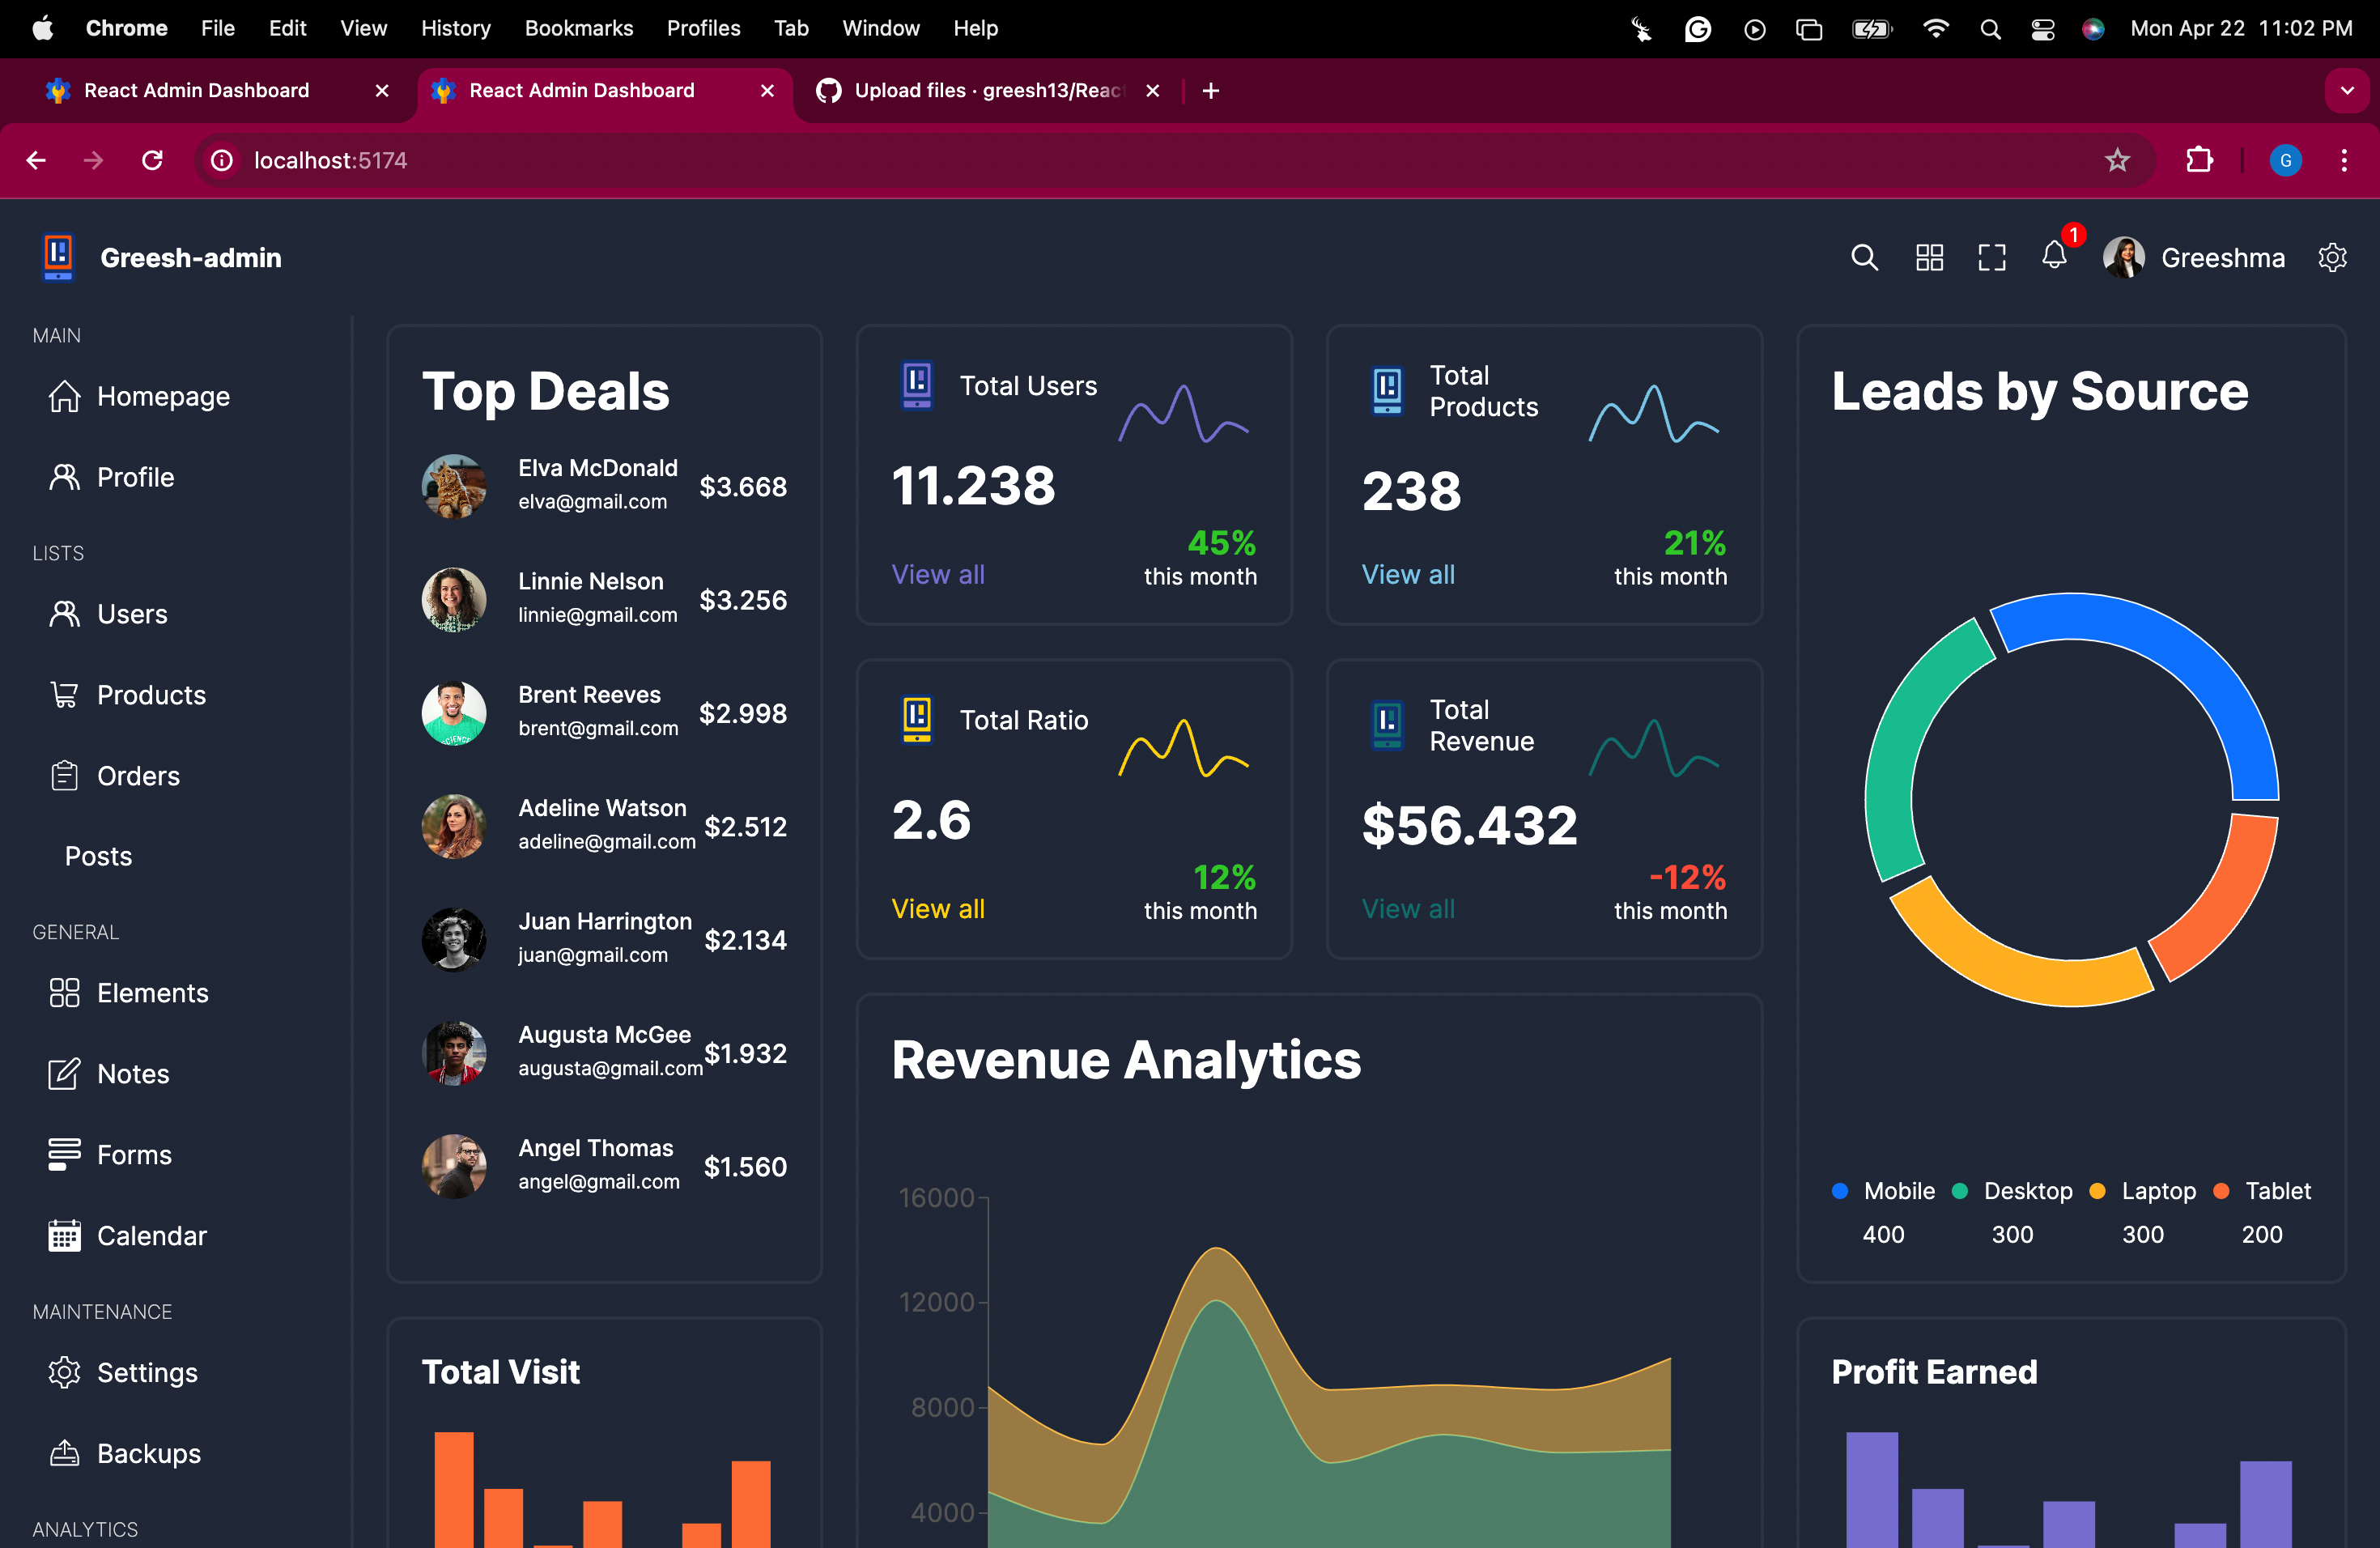 Chrome File Edit View History Bookmarks Profiles Tab Window Help Mon Apr 22 11:02 PM
React Admin Dashboard React Admin Dashboard Upload files · greesh13/Reac
localhost:5174 G
Greesh-admin 1 Greeshma
MAIN
Homepage
Profile
LISTS
Users
Products
Orders
Posts
GENERAL
Elements
Notes
Forms
Calendar
MAINTENANCE
Settings
Backups
ANALYTICS
Top Deals
Elva McDonald
elva@gmail.com
$3.668
Linnie Nelson
linnie@gmail.com
$3.256
Brent Reeves
brent@gmail.com
$2.998
Adeline Watson
adeline@gmail.com
$2.512
Juan Harrington
juan@gmail.com
$2.134
Augusta McGee
augusta@gmail.com
$1.932
Angel Thomas
angel@gmail.com
$1.560
Total Visit
Total Users
11.238
View all
45%
this month
Total
Products
238
View all
21%
this month
Total Ratio
2.6
View all
12%
this month
Total
Revenue
$56.432
View all
-12%
this month
Revenue Analytics
16000
12000
8000
4000
Leads by Source
Mobile Desktop Laptop Tablet
400 300 300 200
Profit Earned